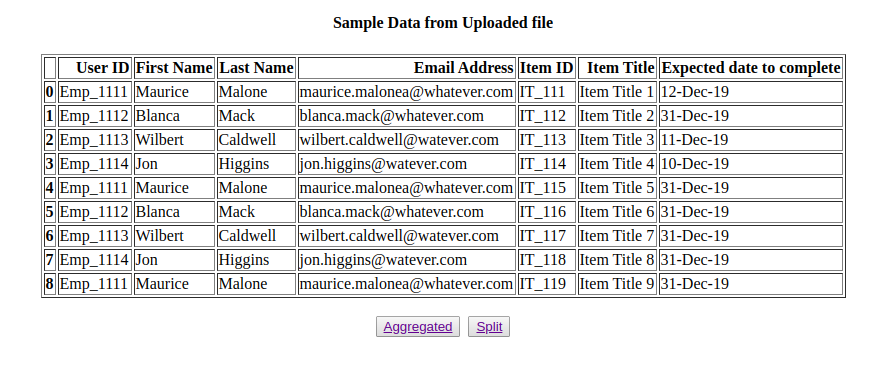 Sample Data from Uploaded file
User ID First Name Last Name Email Address Item ID Item Title Expected date to complete
0 Emp_1111 Maurice Malone maurice.malonea@whatever.com IT_111 Item Title 1 12-Dec-19
1 Emp_1112 Blanca Mack blanca.mack@whatever.com IT_112 Item Title 2 31-Dec-19
2 Emp_1113 Wilbert Caldwell wilbert.caldwell@watever.com IT_113 Item Title 3 11-Dec-19
3 Emp_1114 Jon Higgins jon.higgins@watever.com IT_114 Item Title 4 10-Dec-19
4 Emp_1111 Maurice Malone maurice.malonea@whatever.com IT_115 Item Title 5 31-Dec-19
5 Emp_1112 Blanca Mack blanca.mack@whatever.com IT_116 Item Title 6 31-Dec-19
6 Emp_1113 Wilbert Caldwell wilbert.caldwell@watever.com IT_117 Item Title 7 31-Dec-19
7 Emp_1114 Jon Higgins jon.higgins@watever.com IT_118 Item Title 8 31-Dec-19
8 Emp_1111 Maurice Malone maurice.malonea@whatever.com IT_119 Item Title 9 31-Dec-19
Aggregated Split